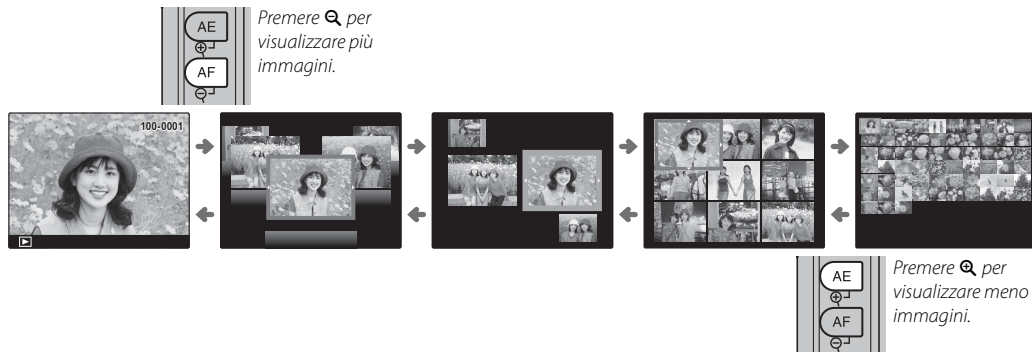 AE
AF
Premere per
visualizzare più
immagini.
100-0001
AE
AF
Premere per
visualizzare meno
immagini.